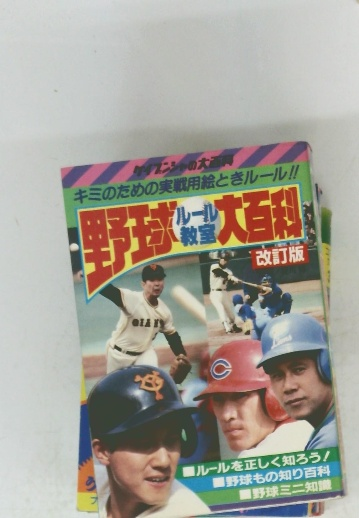 ケイブンシャの大百科
キミのための実戦用絵ときルール!!
野球ルール教室大百科
改訂版
GIANTS
C
■ルールを正しく知ろう!
■野球もの知り百科
■野球ミニ知識